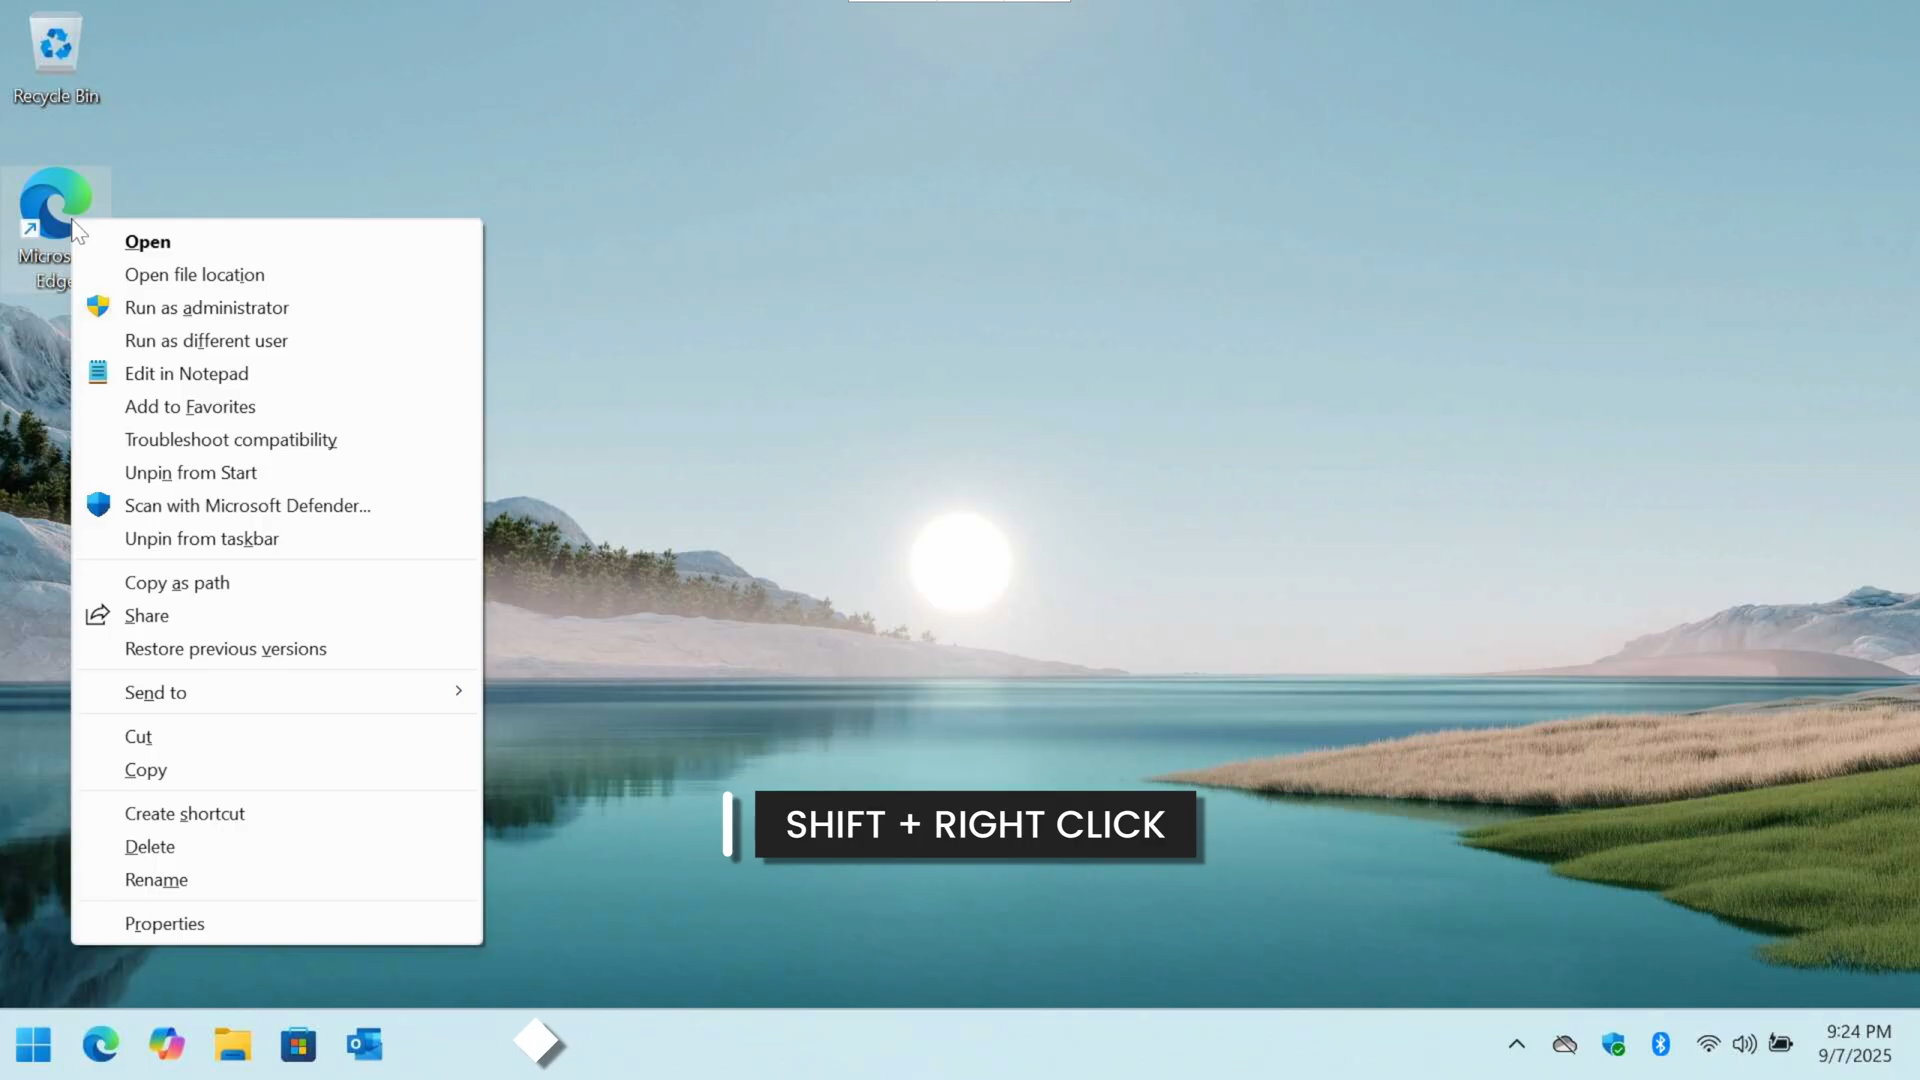 Recycle Bin
Micros
Edge
Open
Open file location
Run as administrator
Run as different user
Edit in Notepad
Add to Favorites
Troubleshoot compatibility
Unpin from Start
Scan with Microsoft Defender...
Unpin from taskbar
Copy as path
Share
Restore previous versions
Send to
Cut
Copy
Create shortcut
Delete
Rename
Properties
SHIFT + RIGHT CLICK
9:24 PM
9/7/2025